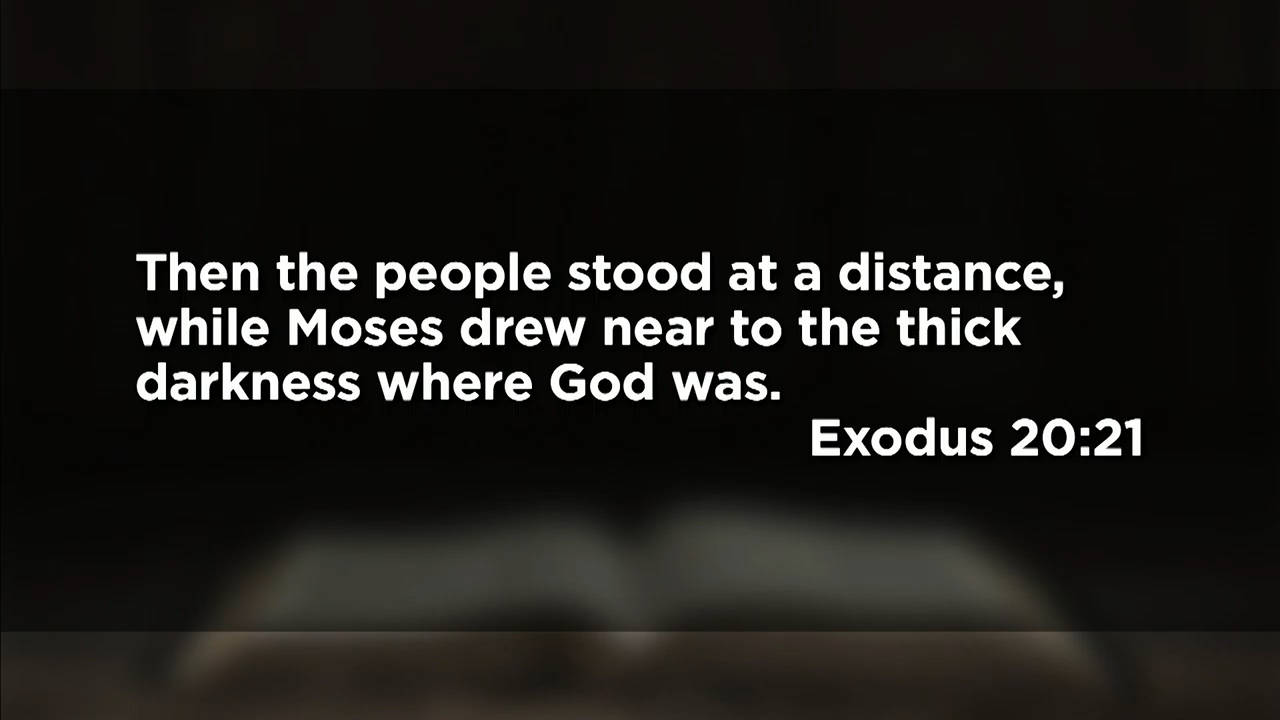 Then the people stood at a distance,
while Moses drew near to the thick
darkness where God was.
Exodus 20:21